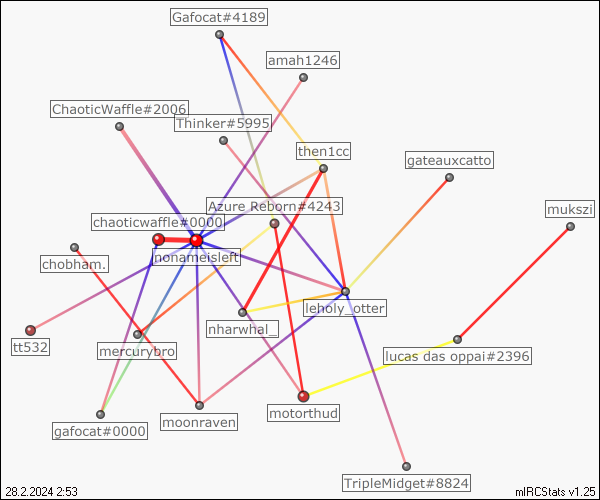 Gafocat#4189
amah1246
ChaoticWaffle#2006
Thinker#5995
then1cc
gateauxcatto
Azure Reborn#4243
mukszi
chaoticwaffle#0000
nonameisleft
chobham.
leholy_otter
nharwhal_
tt532
mercurybro
lucas das oppai#2396
motorthud
moonraven
gafocat#0000
TripleMidget#8824
28.2.2024 2:53
mIRCStats v1.25